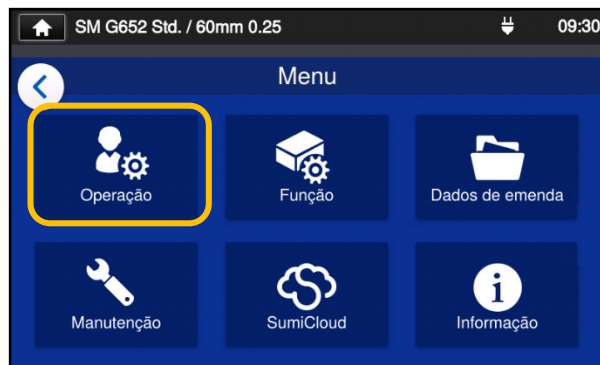 SM G652 Std. / 60mm 0.25 09:30
Menu
Operação Função Dados de emenda
Manutenção SumiCloud Informação